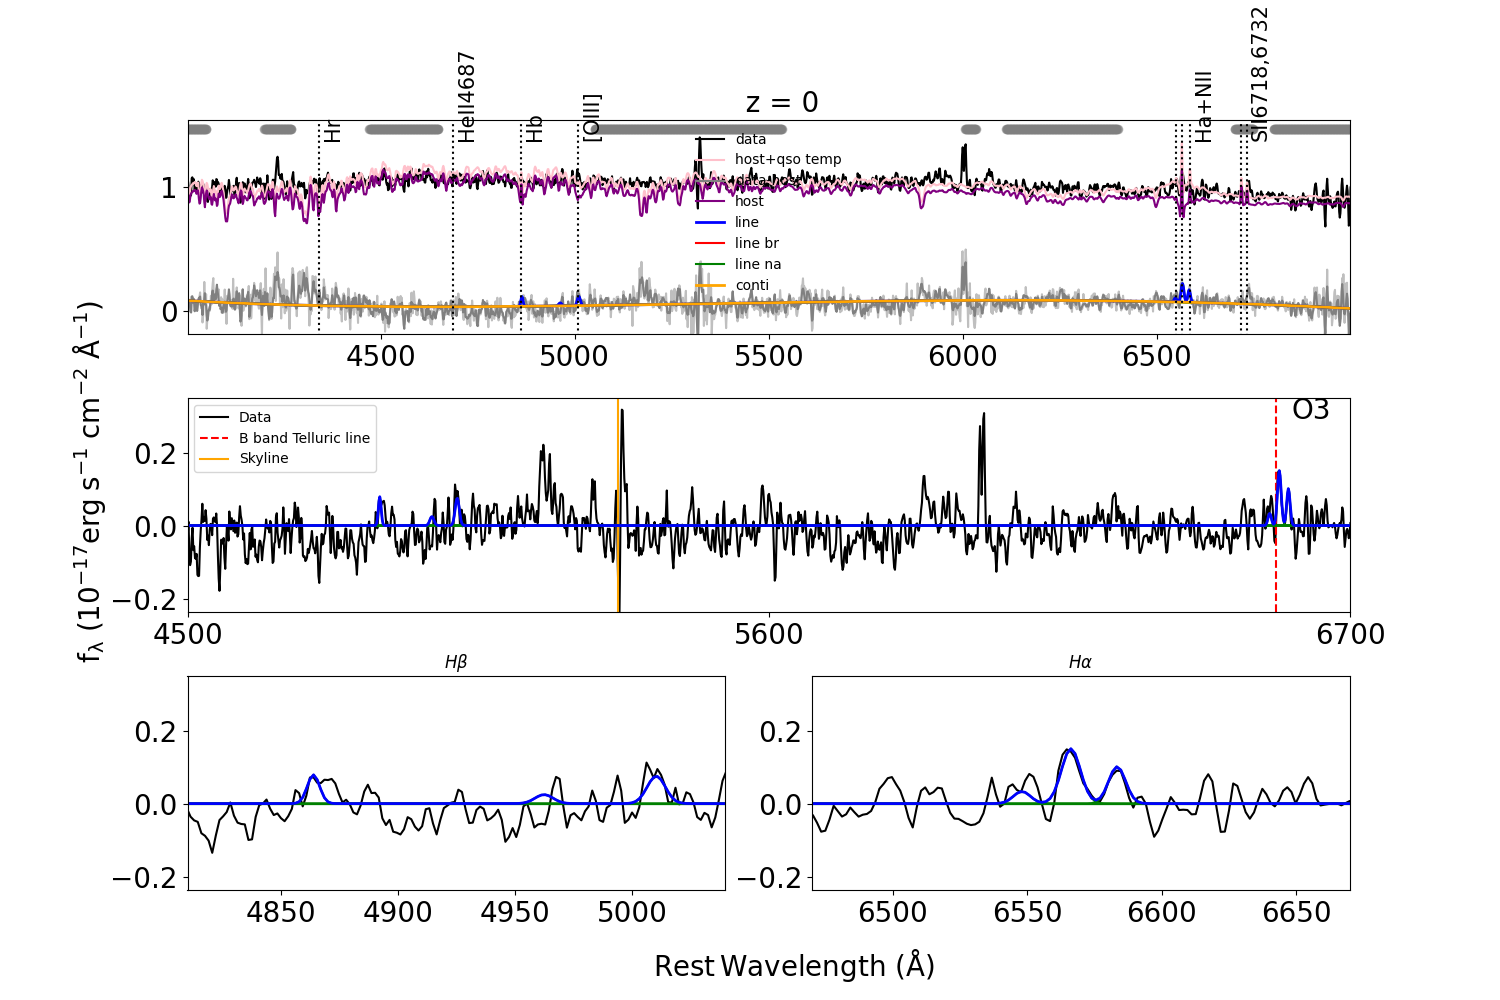 z = 0
Hr
HeII4687
Hb
[OIII]
Ha+NII
SII6718,6732
data
host+qso temp
data-host
host
line
line br
line na
conti
1
0
4500 5000 5500 6000 6500
fλ (10⁻¹⁷erg s⁻¹ cm⁻² Å⁻¹)
Data
B band Telluric line
Skyline
O3
0.2
0.0
−0.2
4500 5600 6700
Hβ
0.2
0.0
−0.2
4850 4900 4950 5000
Hα
0.2
0.0
−0.2
6500 6550 6600 6650
Rest Wavelength (Å)